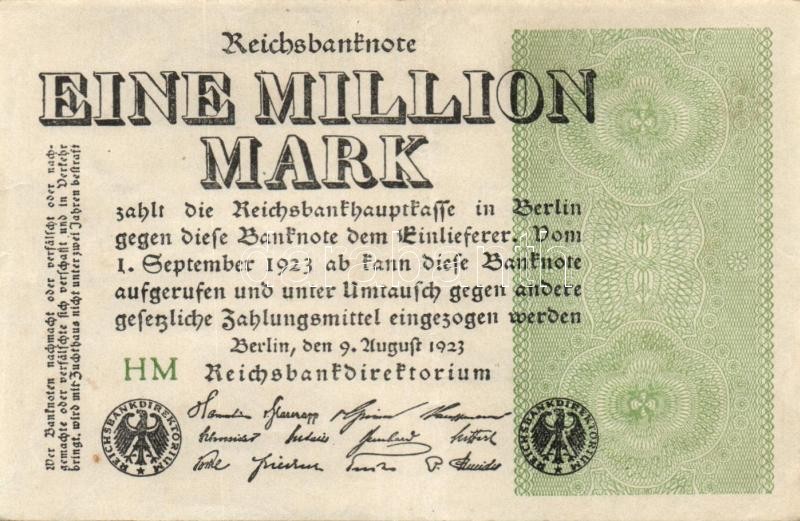 Reichsbanknote
EINE MILLION
MARK
zahlt die Reichsbankhauptkasse in Berlin
gegen diese Banknote dem Einlieferer. Vom
1. September 1923 ab kann diese Banknote
aufgerufen und unter Umtausch gegen andere
gesetzliche Zahlungsmittel eingezogen werden
Berlin, den 9. August 1923
HM Reichsbankdirektorium
Wer Banknoten nachmacht oder verfälscht oder nach-
gemachte oder verfälschte sich verschafft und in Verkehr
bringt, wird mit Zuchthaus nicht unter zwei Jahren bestraft
REICHSBANKDIREKTORIUM
REICHSBANKDIREKTORIUM